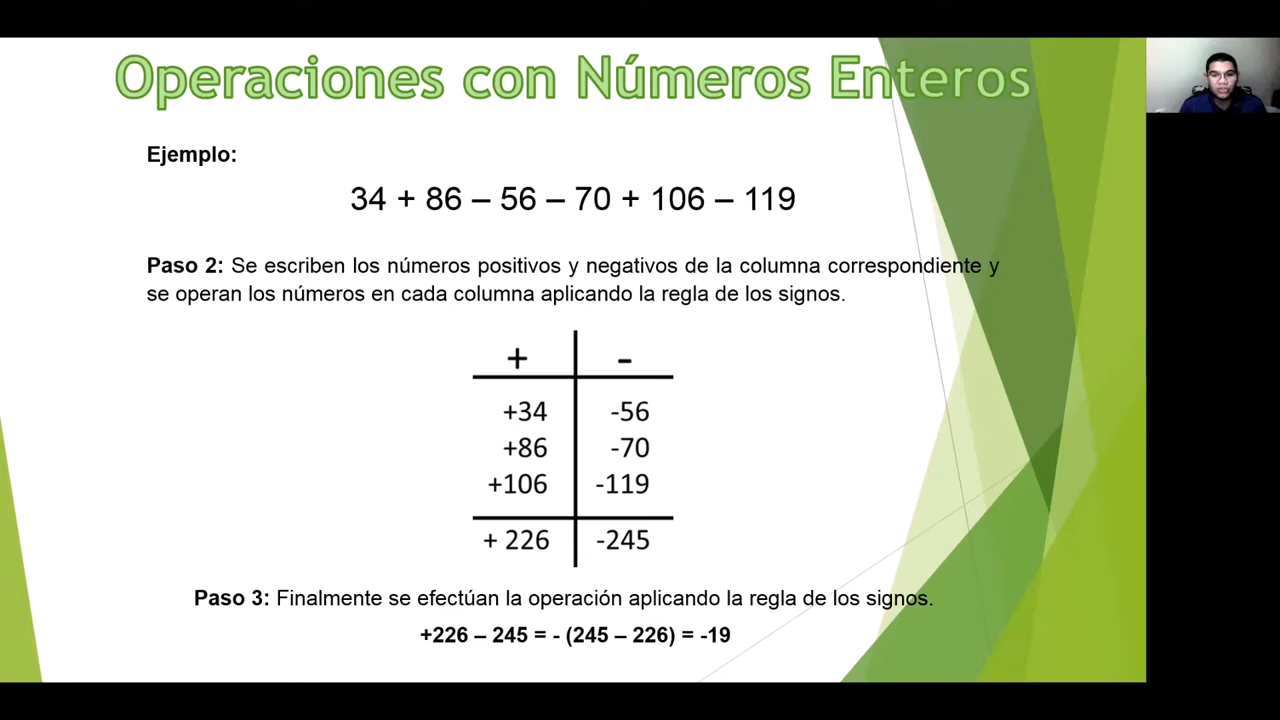 Operaciones con Números Enteros
Ejemplo:
34 + 86 – 56 – 70 + 106 – 119
Paso 2: Se escriben los números positivos y negativos de la columna correspondiente y
se operan los números en cada columna aplicando la regla de los signos.
+ -
+34 -56
+86 -70
+106 -119
+ 226 -245
Paso 3: Finalmente se efectúan la operación aplicando la regla de los signos.
+226 – 245 = - (245 – 226) = -19